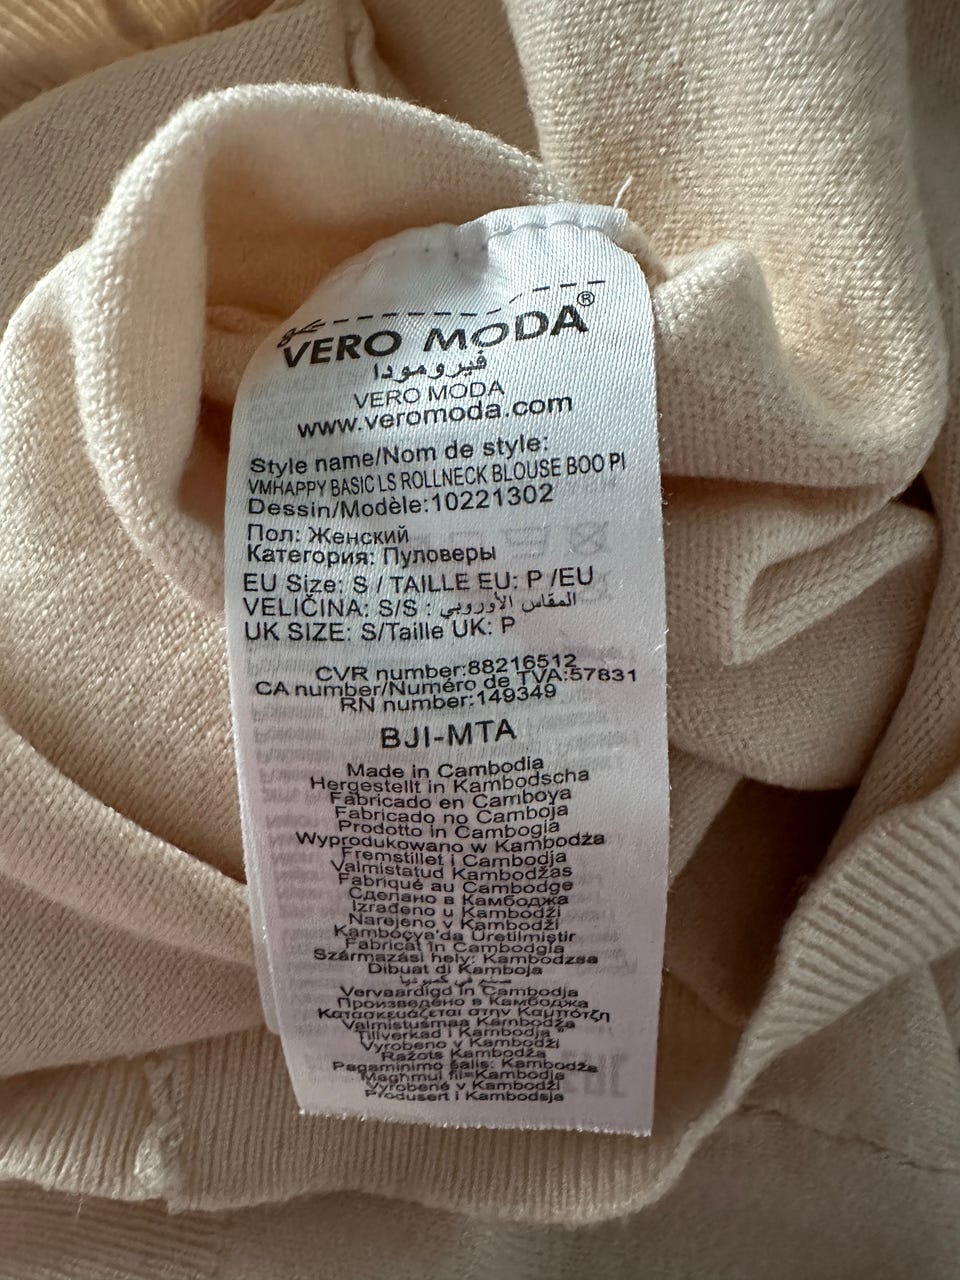 VERO MODA®
فيرومودا
VERO MODA
www.veromoda.com
Style name/Nom de style:
VMHAPPY BASIC LS ROLLNECK BLOUSE BOO PI
Dessin/Modèle:10221302
Пол: Женский
Категория: Пуловеры
EU Size: S / TAILLE EU: P /EU
VELIČINA: S/S : المقاس الأوروبي
UK SIZE: S/Taille UK: P
CVR number:88216512
CA number/Numéro de TVA:57831
RN number:149349
BJI-MTA
Made in Cambodia
Hergestellt in Kambodscha
Fabricado en Camboya
Fabricado no Camboja
Prodotto in Cambogia
Wyprodukowano w Kambodża
Fremstillet i Cambodja
Valmistatud Kambodžas
Fabriqué au Cambodge
Сделано в Камбоджа
Izrađeno u Kambodži
Narejeno v Kambodži
Kamboçya'da Üretilmiştir
Fabricat în Cambodgia
Származási hely: Kambodzsa
Dibuat di Kamboja
صنع في كمبوديا
Vervaardigd in Cambodja
Произведено в Камбоджа
Κατασκευάζεται στην Καμπότζη
Valmistusmaa Kambodža
Tillverkad i Kambodja
Vyrobeno v Kambodži
Ražots Kambodža
Pagaminimo šalis: Kambodža
Magħmul fil=Kambodja
Vyrobené v Kambodži
Produsert i Kambodsja